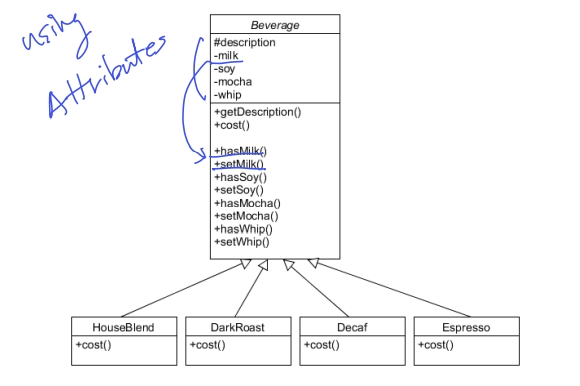 using
Attributes
Beverage
#description
-milk
-soy
-mocha
-whip
+getDescription()
+cost()
+hasMilk()
+setMilk()
+hasSoy()
+setSoy()
+hasMocha()
+setMocha()
+hasWhip()
+setWhip()
HouseBlend
+cost()
DarkRoast
+cost()
Decaf
+cost()
Espresso
+cost()